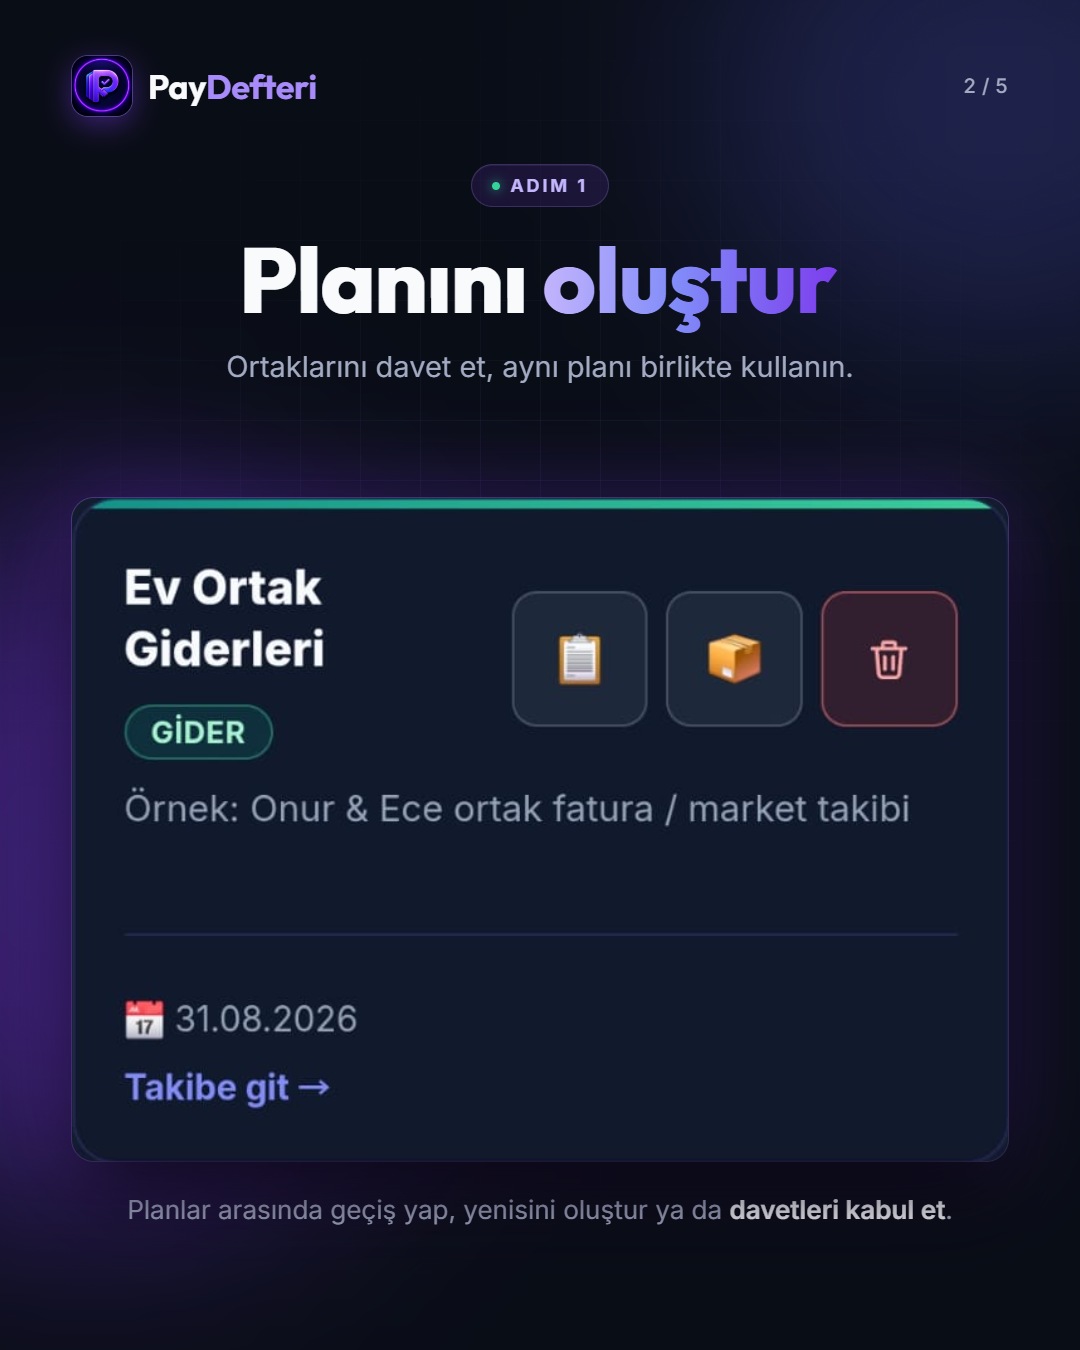 PayDefteri
2 / 5
ADIM 1
Planını oluştur
Ortaklarını davet et, aynı planı birlikte kullanın.
Ev Ortak
Giderleri
GİDER
Örnek: Onur & Ece ortak fatura / market takibi
17 31.08.2026
Takibe git →
Planlar arasında geçiş yap, yenisini oluştur ya da davetleri kabul et.